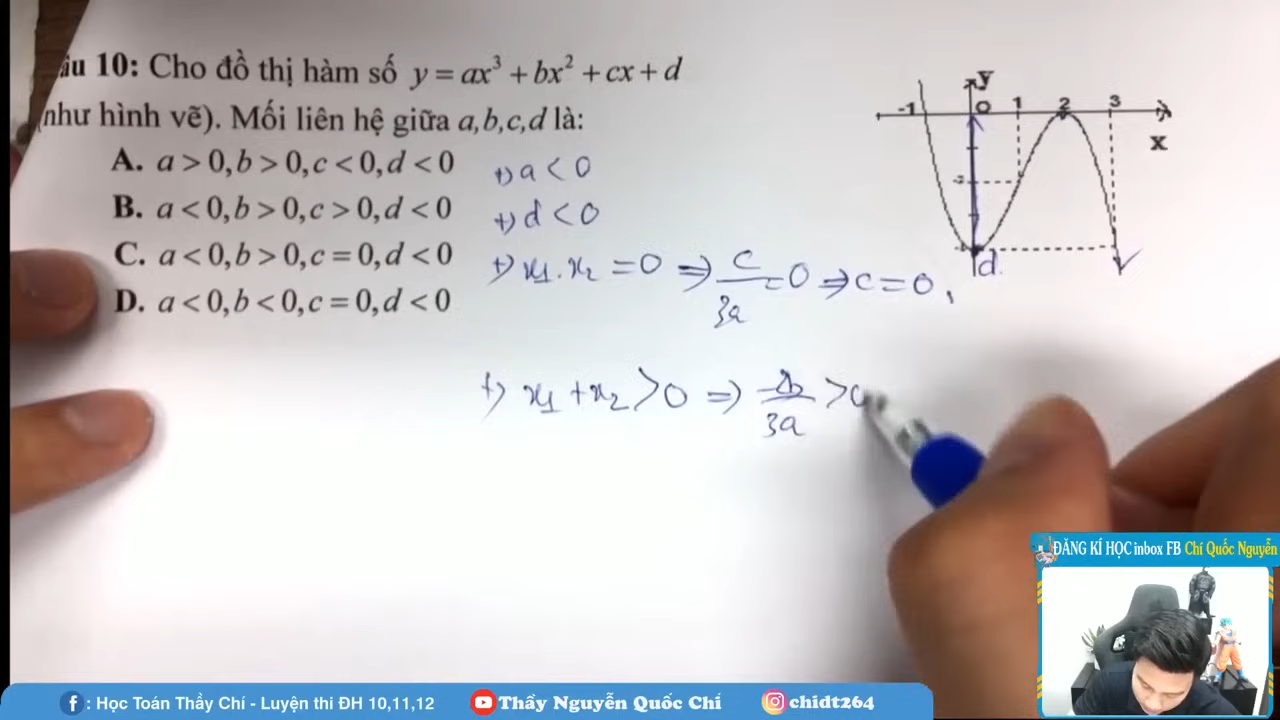 âu 10: Cho đồ thị hàm số y = ax³ + bx² + cx + d
(như hình vẽ). Mối liên hệ giữa a,b,c,d là:
A. a > 0, b > 0, c < 0, d < 0
B. a < 0, b > 0, c > 0, d < 0
C. a < 0, b > 0, c = 0, d < 0
D. a < 0, b < 0, c = 0, d < 0
+) a < 0
+) d < 0
+) x₁.x₂ = 0 => c/3a = 0 => c = 0,
+) x₁ + x₂ > 0 =>
3a
y
-1 O 1 2 3
x
d
ĐĂNG KÍ HỌC inbox FB Chí Quốc Nguyễn
: Học Toán Thầy Chí - Luyện thi ĐH 10,11,12
Thầy Nguyễn Quốc Chí
chidt264